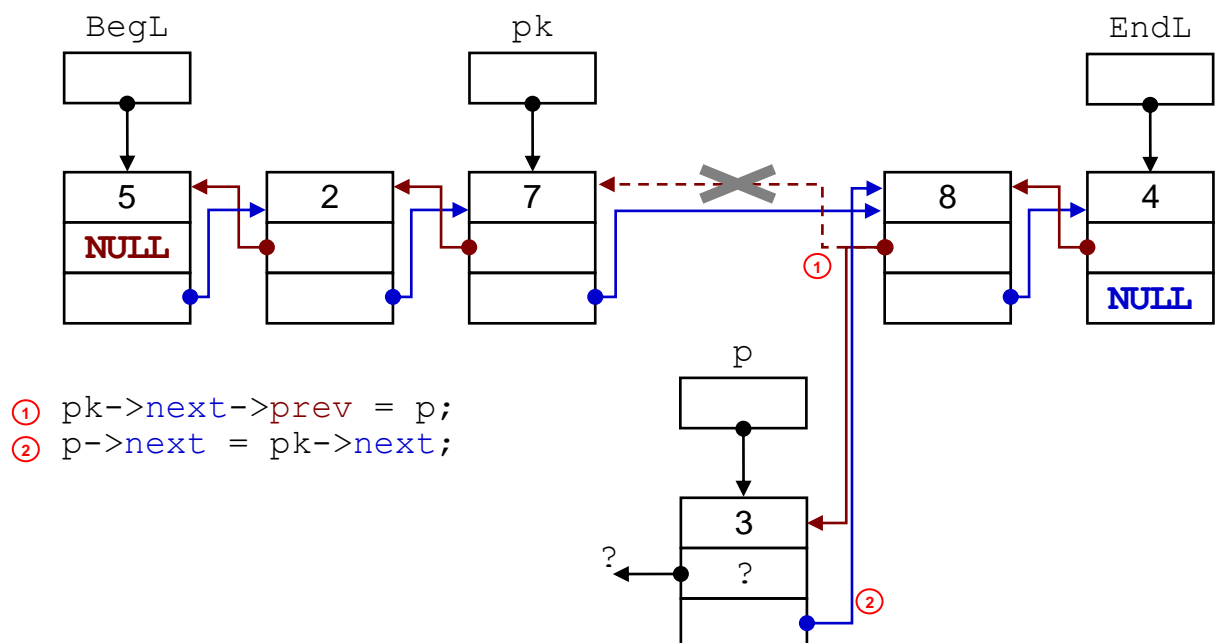 BegL pk EndL
5 2 7 8 4
NULL
1
NULL
p
1 pk->next->prev = p;
2 p->next = pk->next;
3
?
?
2